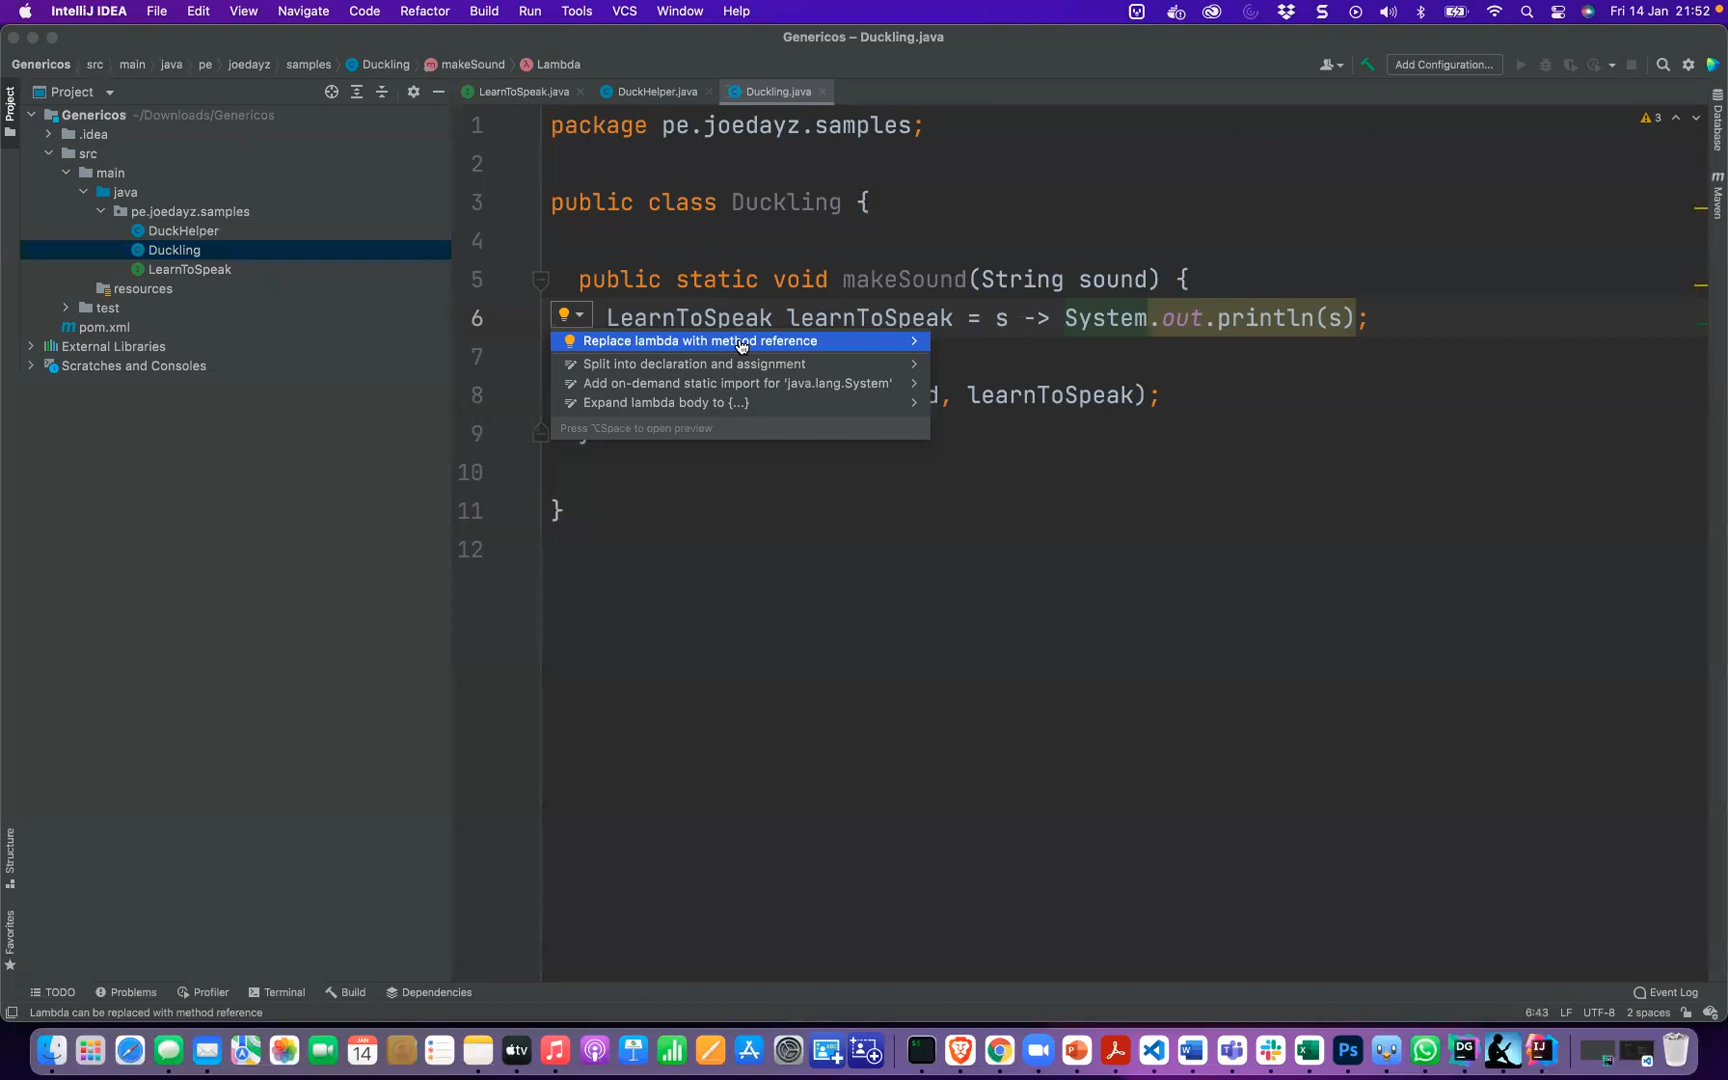 IntelliJ IDEA File Edit View Navigate Code Refactor Build Run Tools VCS Window Help Fri 14 Jan 21:52
Genericos – Duckling.java
Genericos src main java pe joedayz samples Duckling makeSound Lambda Add Configuration...
Project
Project
LearnToSpeak.java
DuckHelper.java
Duckling.java
Genericos ~/Downloads/Genericos
.idea
src
main
java
pe.joedayz.samples
DuckHelper
Duckling
LearnToSpeak
resources
test
pom.xml
External Libraries
Scratches and Consoles
1 package pe.joedayz.samples;
2
3 public class Duckling {
4
5 public static void makeSound(String sound) {
6 LearnToSpeak learnToSpeak = s -> System.out.println(s);
7
8 d, learnToSpeak);
9
10
11 }
12
3
Replace lambda with method reference
Split into declaration and assignment
Add on-demand static import for 'java.lang.System'
Expand lambda body to {...}
Press ⌥Space to open preview
Database
Maven
Structure
Favorites
TODO Problems Profiler Terminal Build Dependencies Event Log
Lambda can be replaced with method reference 6:43 LF UTF-8 2 spaces
JAN
14
DG
IJ